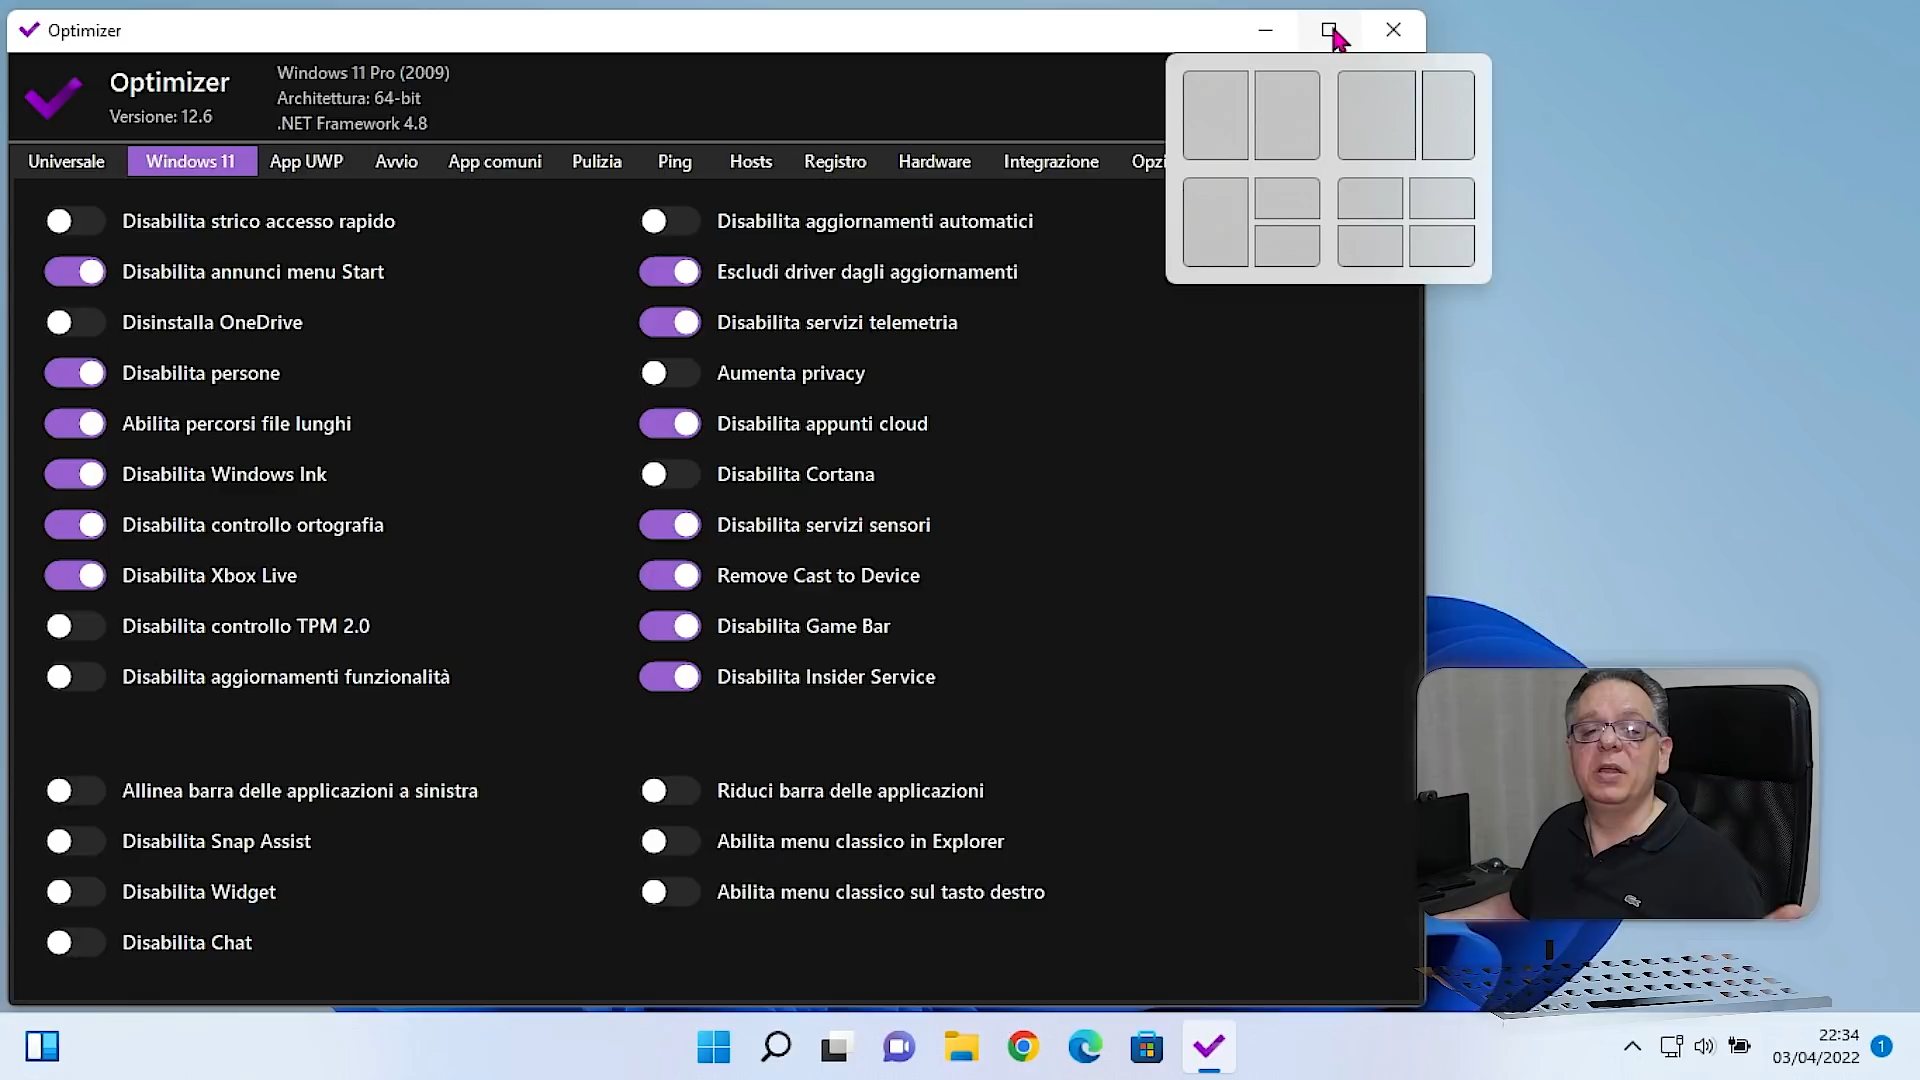 Optimizer
Optimizer
Versione: 12.6
Windows 11 Pro (2009)
Architettura: 64-bit
.NET Framework 4.8
Universale
Windows 11
App UWP
Avvio
App comuni
Pulizia
Ping
Hosts
Registro
Hardware
Integrazione
Opzi
Disabilita strico accesso rapido
Disabilita annunci menu Start
Disinstalla OneDrive
Disabilita persone
Abilita percorsi file lunghi
Disabilita Windows Ink
Disabilita controllo ortografia
Disabilita Xbox Live
Disabilita controllo TPM 2.0
Disabilita aggiornamenti funzionalità
Disabilita aggiornamenti automatici
Escludi driver dagli aggiornamenti
Disabilita servizi telemetria
Aumenta privacy
Disabilita appunti cloud
Disabilita Cortana
Disabilita servizi sensori
Remove Cast to Device
Disabilita Game Bar
Disabilita Insider Service
Allinea barra delle applicazioni a sinistra
Disabilita Snap Assist
Disabilita Widget
Disabilita Chat
Riduci barra delle applicazioni
Abilita menu classico in Explorer
Abilita menu classico sul tasto destro
22:34
03/04/2022
1